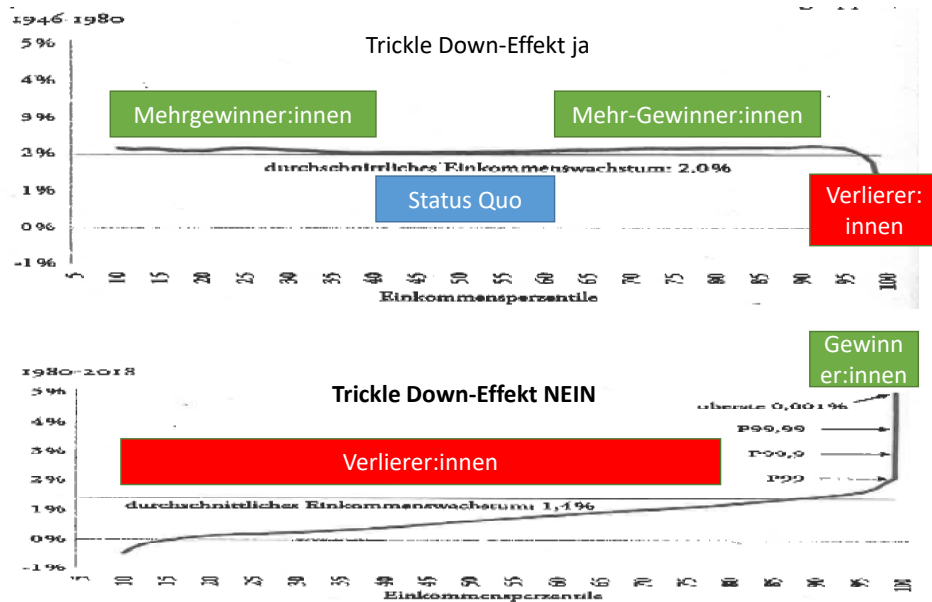 1946-1980
Trickle Down-Effekt ja
5%
4%
3%
2%
1%
0%
-1%
Mehrgewinner:innen
Mehr-Gewinner:innen
durchschnittliches Einkommenswachstum: 2.0%
Status Quo
Verlierer:
innen
5 10 15 20 25 30 35 40 45 50 55 60 65 70 75 80 85 90 95 100
Einkommensperzentile
Gewinn
er:innen
1980-2018
Trickle Down-Effekt NEIN
5%
4%
3%
2%
1%
0%
-1%
oberste 0,001%
P99,99
P99,9
P99
Verlierer:innen
durchschnittliches Einkommenswachstum: 1,4%
5 10 15 20 25 30 35 40 45 50 55 60 65 70 75 80 85 90 95 100
Einkommensperzentile